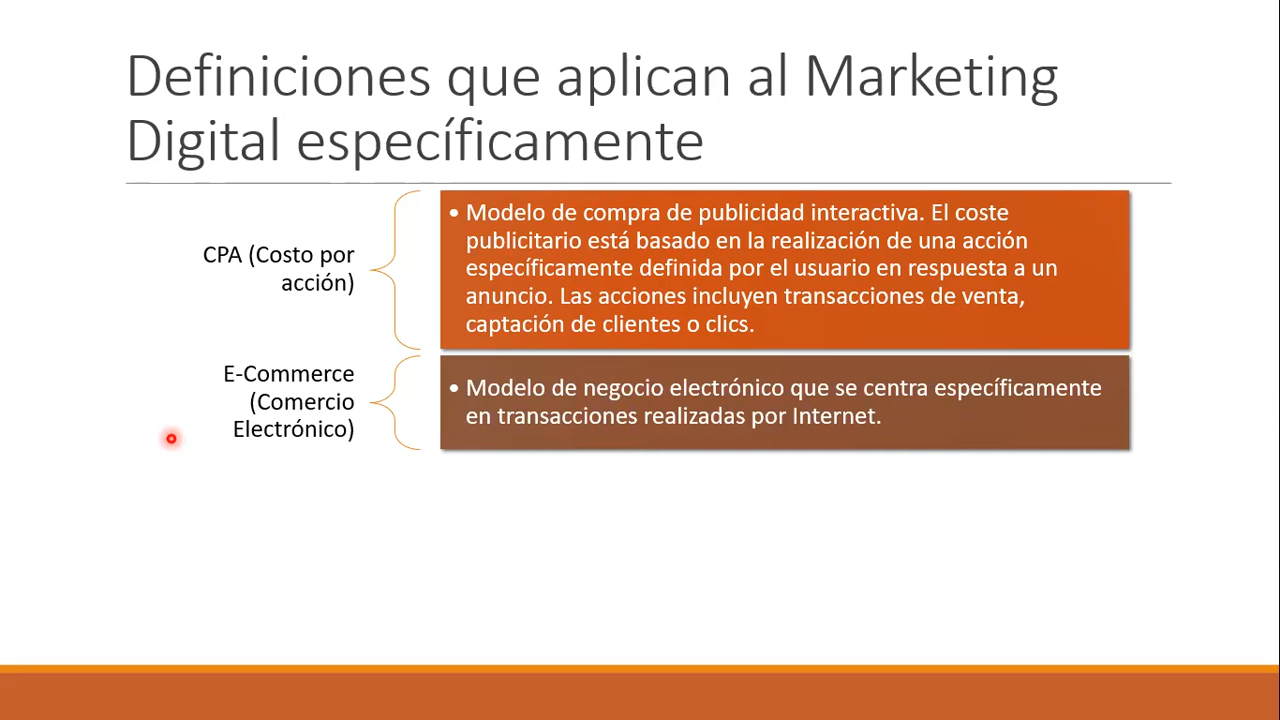 Definiciones que aplican al Marketing
Digital específicamente
CPA (Costo por
acción)
• Modelo de compra de publicidad interactiva. El coste
publicitario está basado en la realización de una acción
específicamente definida por el usuario en respuesta a un
anuncio. Las acciones incluyen transacciones de venta,
captación de clientes o clics.
E-Commerce
(Comercio
Electrónico)
• Modelo de negocio electrónico que se centra específicamente
en transacciones realizadas por Internet.